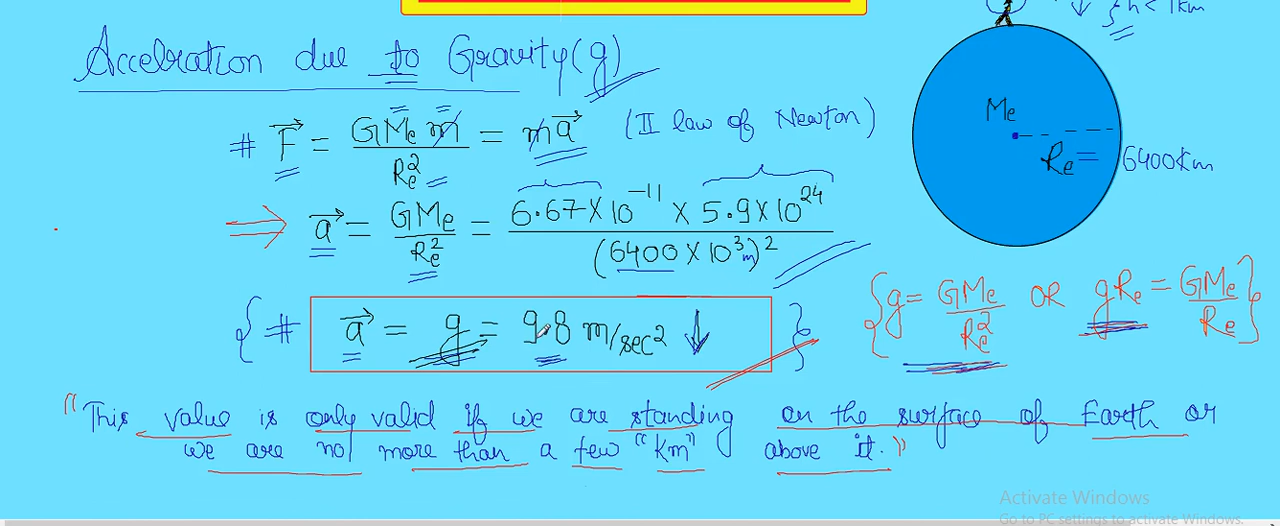 ↓ } h < 1km
Accelration due to Gravity(g)
# F⃗ = GMem/Re² = ma⃗ (II law of Newton)
Me
Re = 6400Km
⇒ a⃗ = GMe/Re² = 6.67×10⁻¹¹ × 5.9×10²⁴/(6400×10³m)²
{ # a⃗ = g = 9.8 m/sec² ↓ }
{g = GMe/Re² OR gRe = GMe/Re}
"This value is only valid if we are standing on the surface of Earth or
we are no more than a few "Km" above it."
Activate Windows
Go to PC settings to activate Windows.